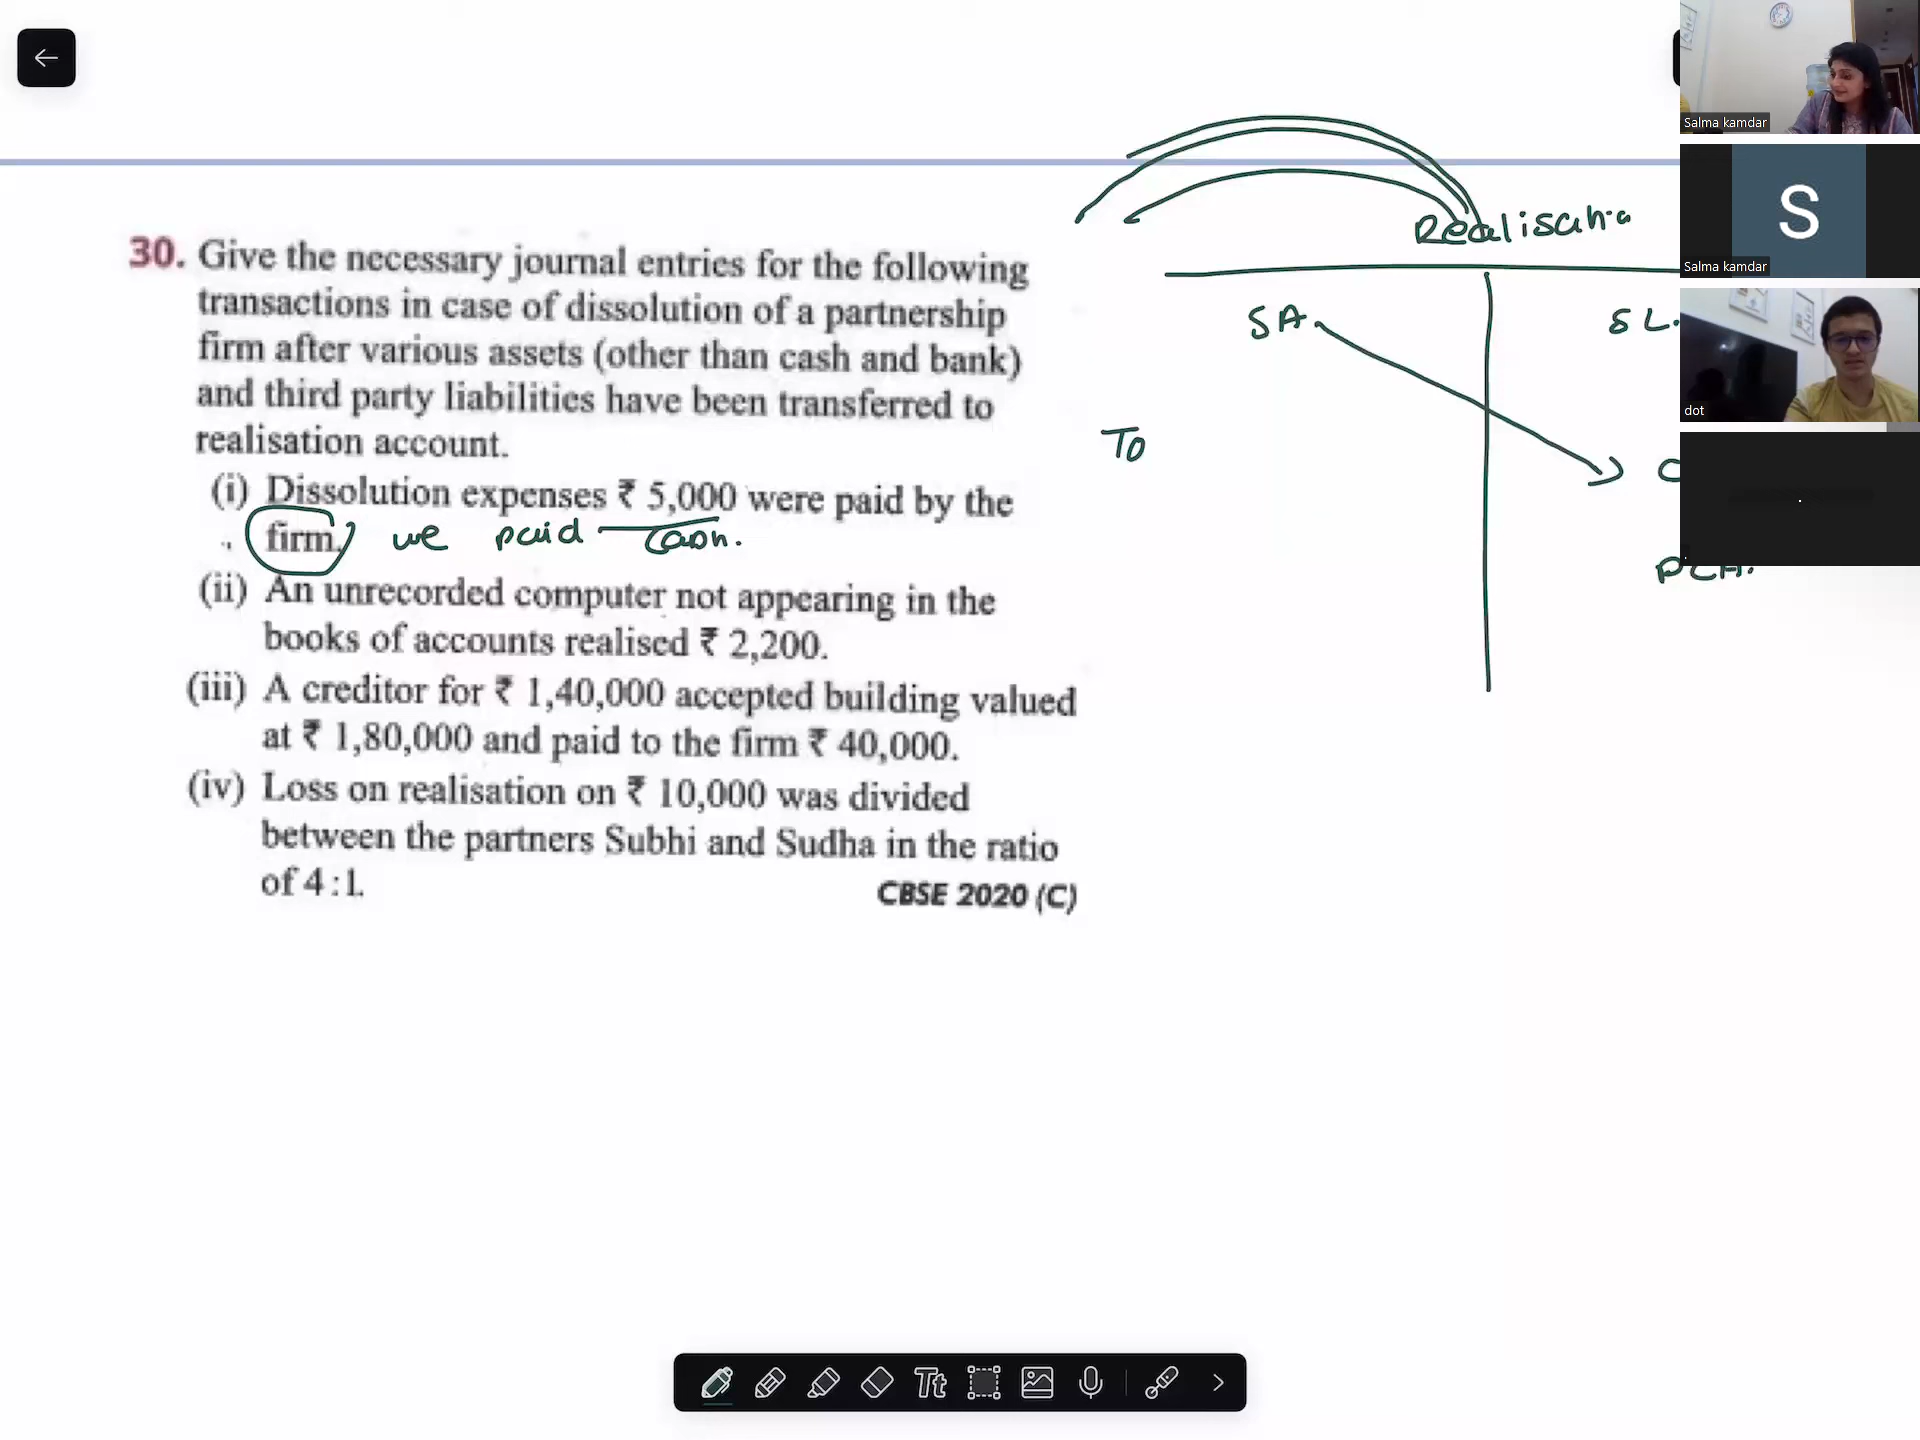 Salma kamdar
S
Salma kamdar
dot
Realisatio
SA.
SL.
To
30. Give the necessary journal entries for the following
transactions in case of dissolution of a partnership
firm after various assets (other than cash and bank)
and third party liabilities have been transferred to
realisation account.
(i) Dissolution expenses ₹ 5,000 were paid by the
firm. we paid cash.
(ii) An unrecorded computer not appearing in the
books of accounts realised ₹ 2,200.
(iii) A creditor for ₹ 1,40,000 accepted building valued
at ₹ 1,80,000 and paid to the firm ₹ 40,000.
(iv) Loss on realisation on ₹ 10,000 was divided
between the partners Subhi and Sudha in the ratio
of 4:1.
CBSE 2020 (C)
Tt